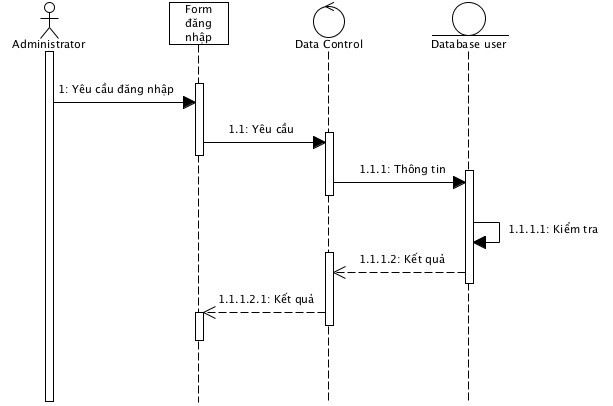 Form
đăng
nhập
Administrator
Data Control
Database user
1: Yêu cầu đăng nhập
1.1: Yêu cầu
1.1.1: Thông tin
1.1.1.1: Kiểm tra
1.1.1.2: Kết quả
1.1.1.2.1: Kết quả